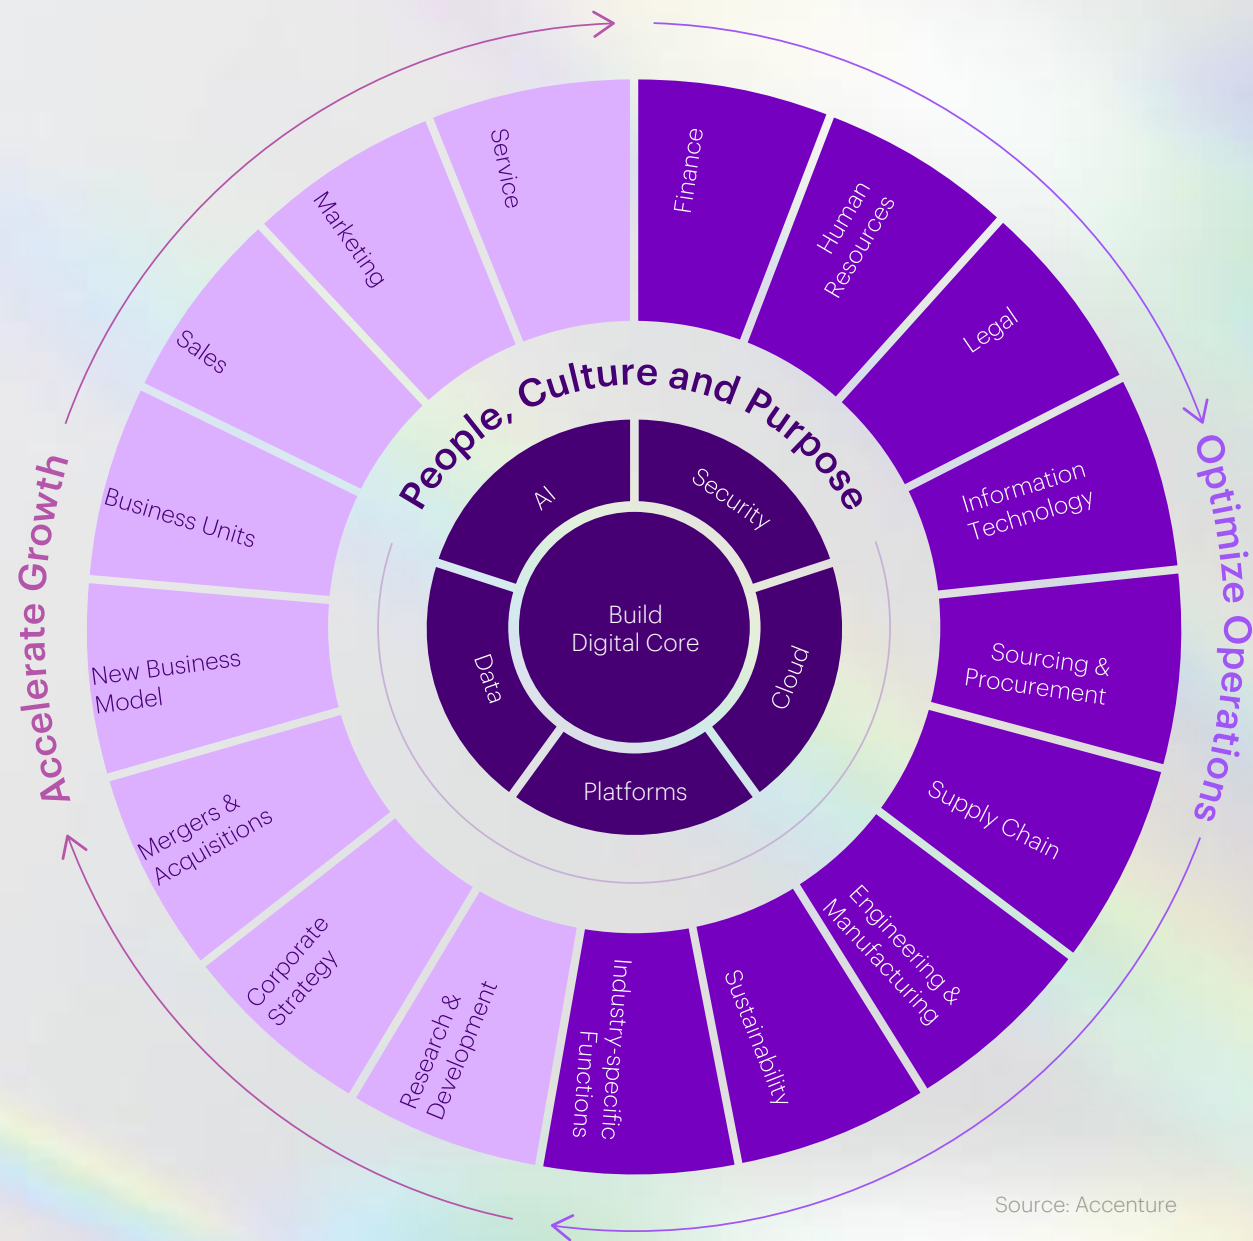 Service
Finance
Human
Resources
Legal
Information
Technology
Sourcing &
Procurement
Supply Chain
Engineering &
Manufacturing
Sustainability
Industry-specific
Functions
Research &
Development
Corporate
Strategy
Mergers &
Acquisitions
New Business
Model
Business Units
Sales
Marketing
Accelerate Growth
Optimize Operations
People, Culture and Purpose
AI
Security
Cloud
Platforms
Data
Build
Digital Core
Source: Accenture